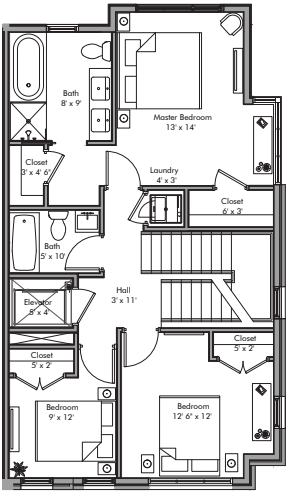 Bath
8' x 9'
Master Bedroom
13' x 14'
Closet
3' x 4' 6"
Laundry
4' x 3'
Closet
6' x 3'
Bath
5' x 10'
Hall
3' x 11'
Elevator
5' x 4'
Closet
5' x 2'
Closet
5' x 2'
Bedroom
9' x 12'
Bedroom
12' 6" x 12'